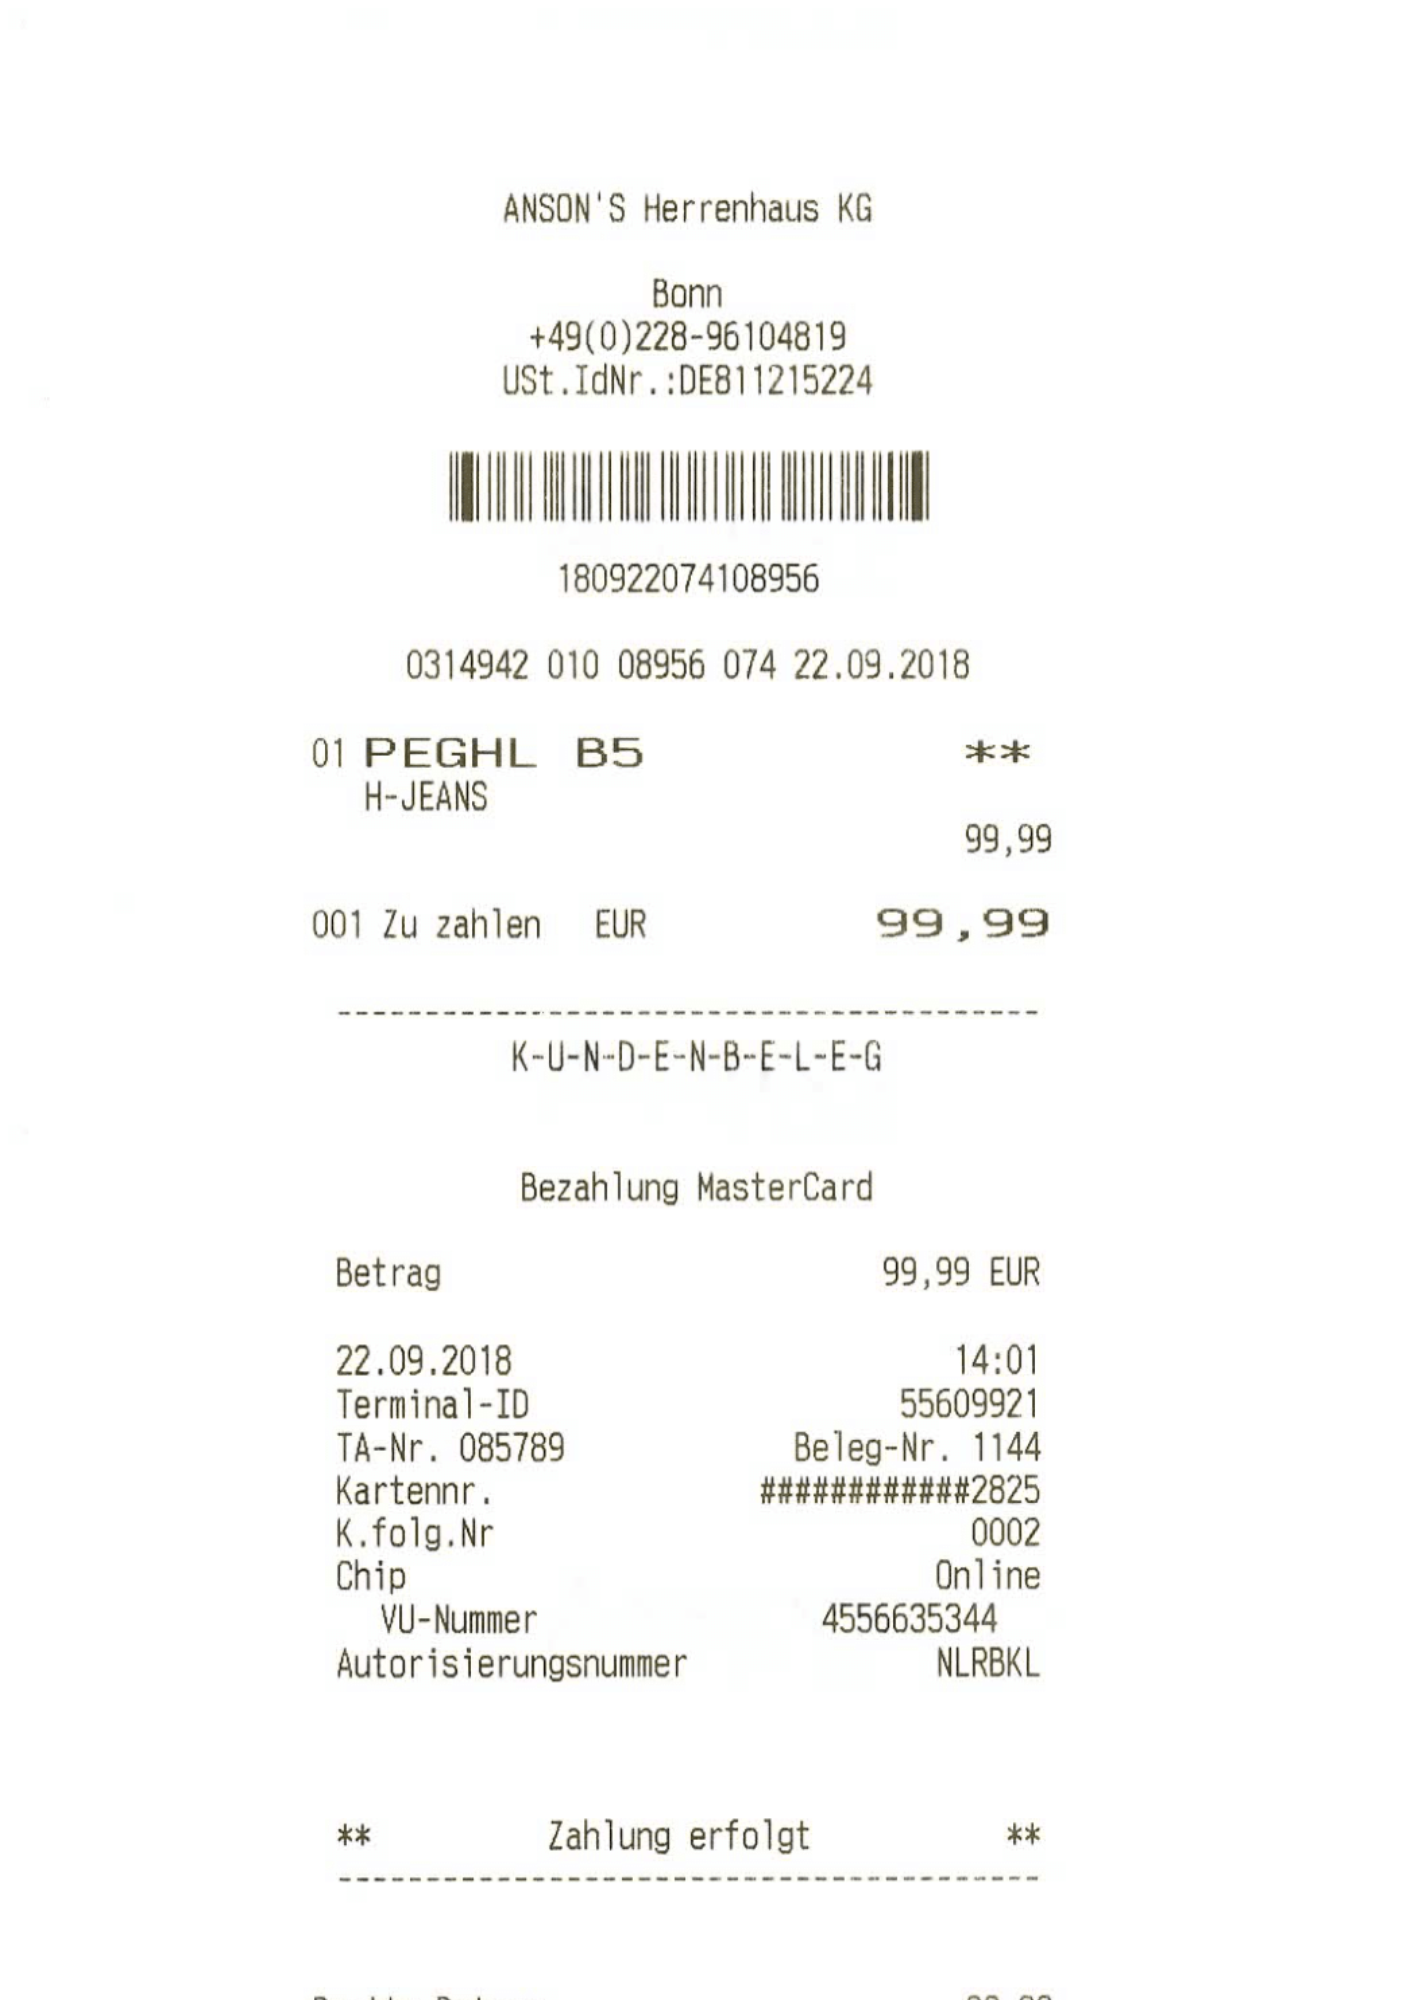 ANSON'S Herrenhaus KG
Bonn
+49(0)228-96104819
USt.IdNr.:DE811215224
180922074108956
0314942 010 08956 074 22.09.2018
01 PEGHL B5 **
H-JEANS
99,99
001 Zu zahlen EUR 99,99
----------------------------------------
K-U-N-D-E-N-B-E-L-E-G
Bezahlung MasterCard
Betrag 99,99 EUR
22.09.2018 14:01
Terminal-ID 55609921
TA-Nr. 085789 Beleg-Nr. 1144
Kartennr. ############2825
K.folg.Nr 0002
Chip Online
VU-Nummer 4556635344
Autorisierungsnummer NLRBKL
** Zahlung erfolgt **
----------------------------------------